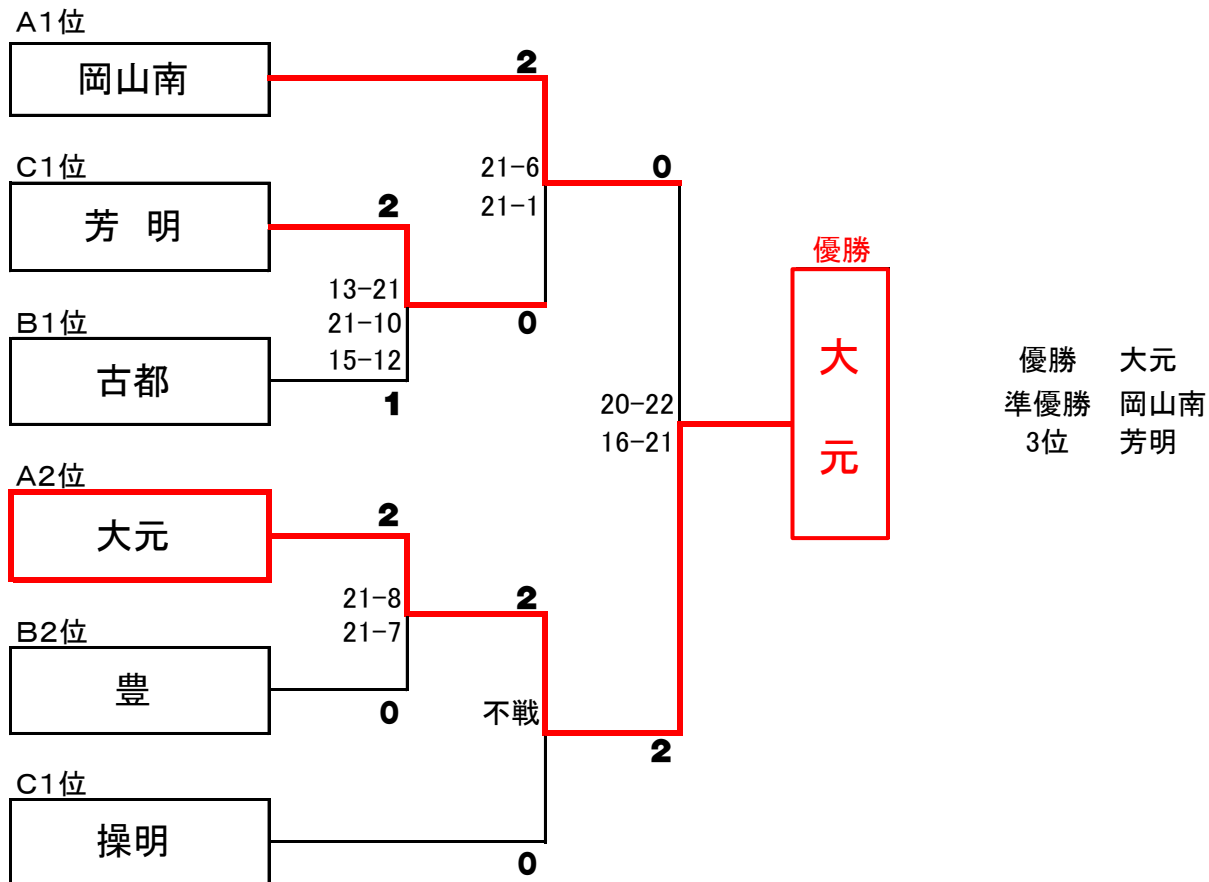 A1位
岡山南
2
C1位
芳 明
2
21-6
21-1
0
13-21
21-10
15-12
0
B1位
古都
1
優勝
大元
20-22
16-21
優勝 大元
準優勝 岡山南
3位 芳明
A2位
大元
2
21-8
21-7
2
B2位
豊
0
不戦
2
C1位
操明
0